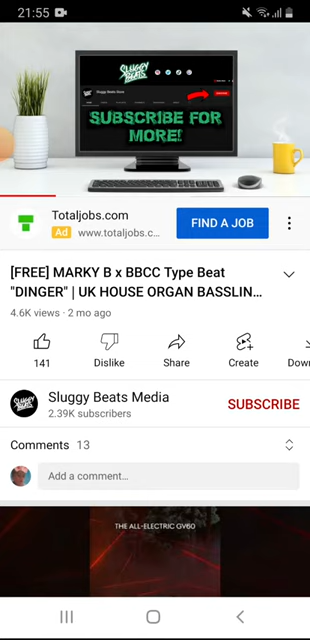 21:55
SLUGGY
BEATS
SUBSCRIBE FOR
MORE!
Totaljobs.com
Ad www.totaljobs.c...
FIND A JOB
[FREE] MARKY B x BBCC Type Beat
"DINGER" | UK HOUSE ORGAN BASSLIN...
4.6K views · 2 mo ago
141
Dislike
Share
Create
Down
SLUGGY
BEATS
Sluggy Beats Media
2.39K subscribers
SUBSCRIBE
Comments 13
Add a comment...
THE ALL-ELECTRIC GV60